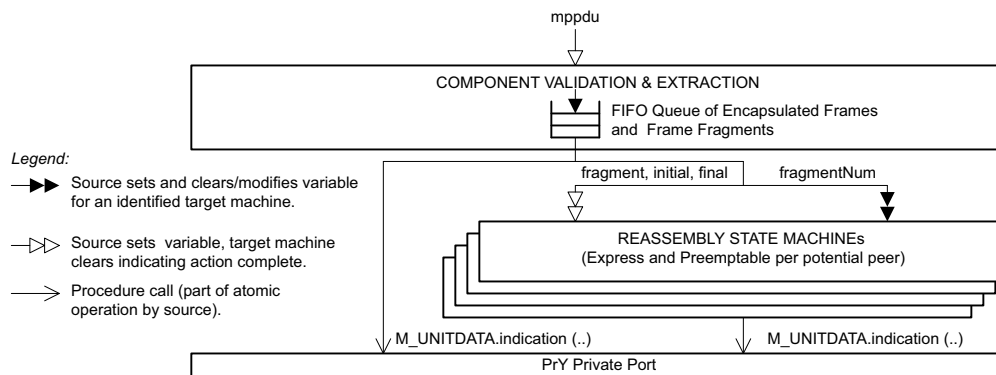 mppdu
COMPONENT VALIDATION & EXTRACTION
FIFO Queue of Encapsulated Frames
and Frame Fragments
Legend:
Source sets and clears/modifies variable
for an identified target machine.
Source sets variable, target machine
clears indicating action complete.
Procedure call (part of atomic
operation by source).
fragment, initial, final
fragmentNum
REASSEMBLY STATE MACHINEs
(Express and Preemptable per potential peer)
M_UNITDATA.indication (..)
M_UNITDATA.indication (..)
PrY Private Port